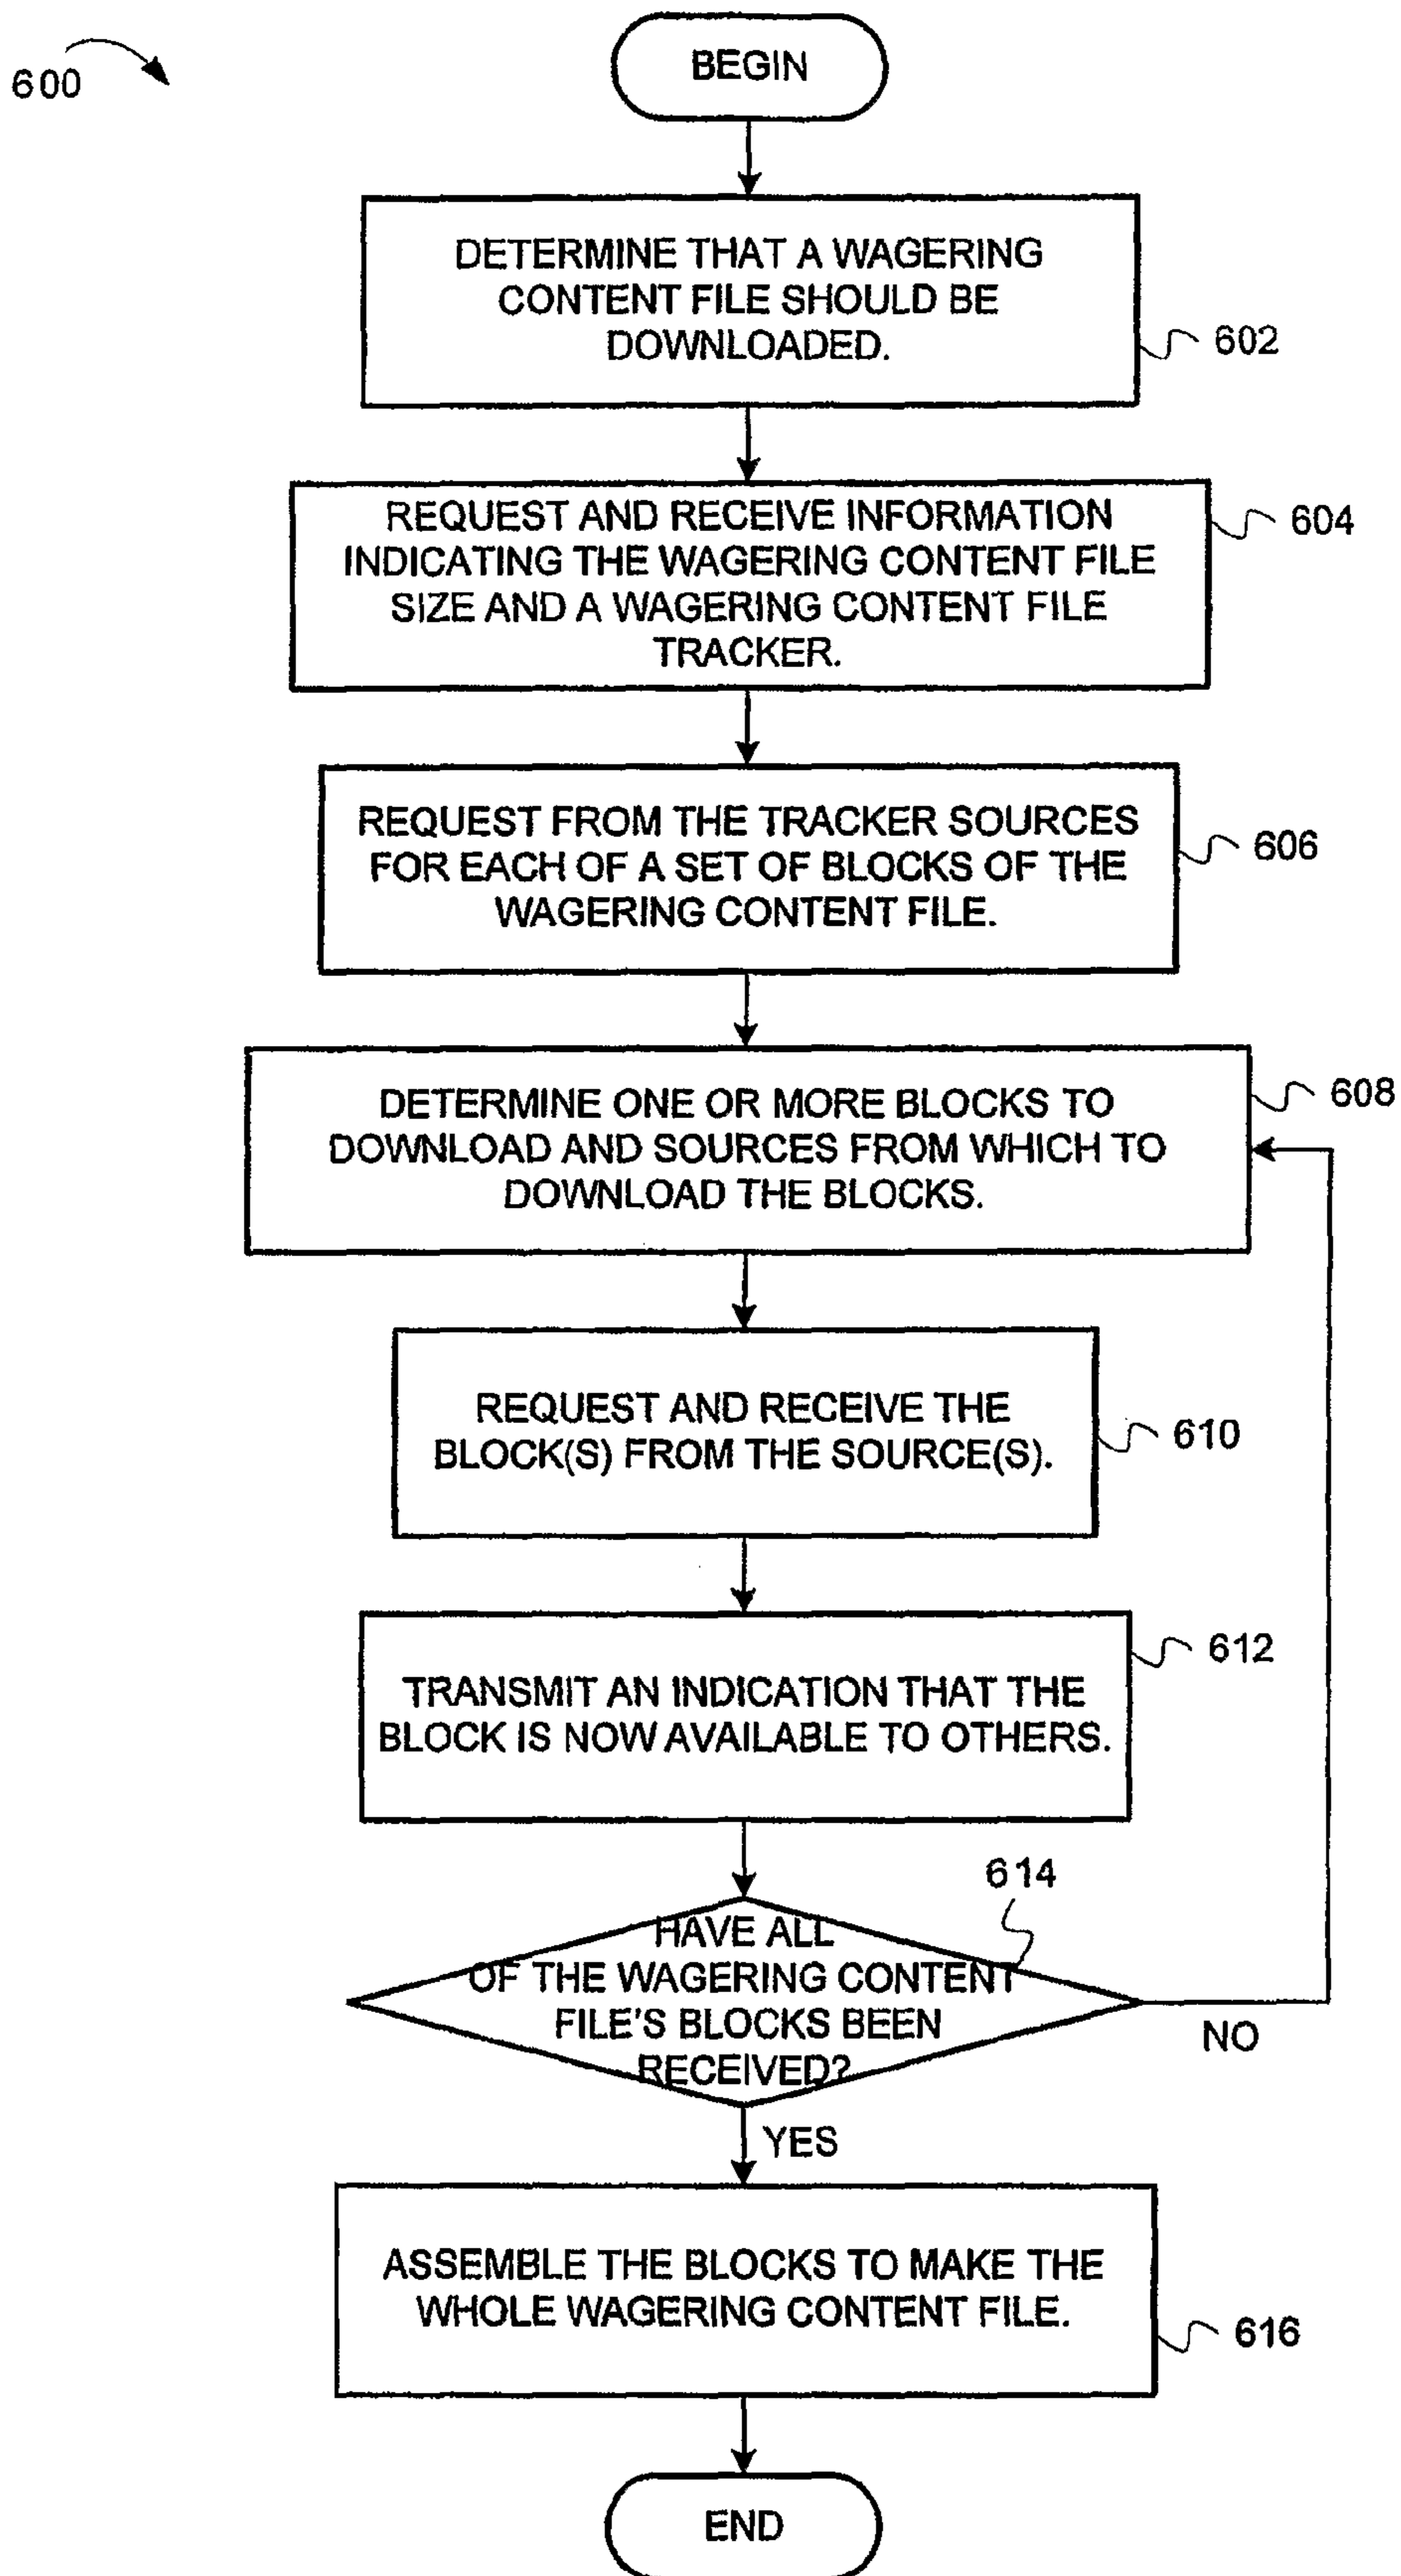 600
BEGIN
DETERMINE THAT A WAGERING
CONTENT FILE SHOULD BE
DOWNLOADED.
602
REQUEST AND RECEIVE INFORMATION
INDICATING THE WAGERING CONTENT FILE
SIZE AND A WAGERING CONTENT FILE
TRACKER.
604
REQUEST FROM THE TRACKER SOURCES
FOR EACH OF A SET OF BLOCKS OF THE
WAGERING CONTENT FILE.
606
DETERMINE ONE OR MORE BLOCKS TO
DOWNLOAD AND SOURCES FROM WHICH TO
DOWNLOAD THE BLOCKS.
608
REQUEST AND RECEIVE THE
BLOCK(S) FROM THE SOURCE(S).
610
TRANSMIT AN INDICATION THAT THE
BLOCK IS NOW AVAILABLE TO OTHERS.
612
614
HAVE ALL
OF THE WAGERING CONTENT
FILE'S BLOCKS BEEN
RECEIVED?
NO
YES
ASSEMBLE THE BLOCKS TO MAKE THE
WHOLE WAGERING CONTENT FILE.
616
END